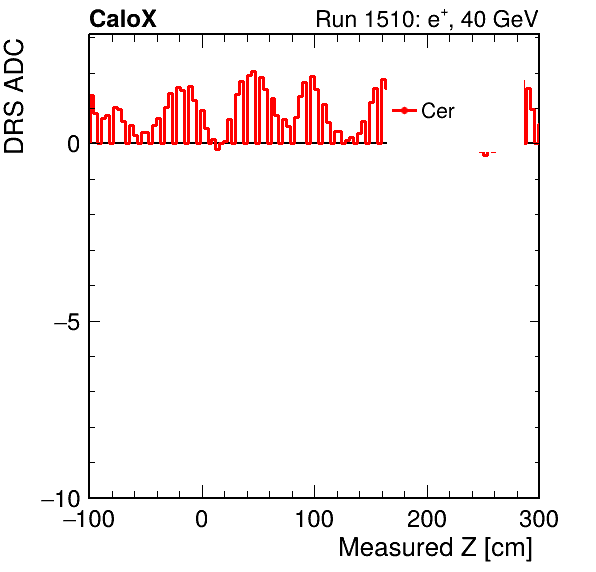 CaloX Run 1510: e⁺, 40 GeV
DRS ADC
Cer
0
−5
−10
−100 0 100 200 300
Measured Z [cm]